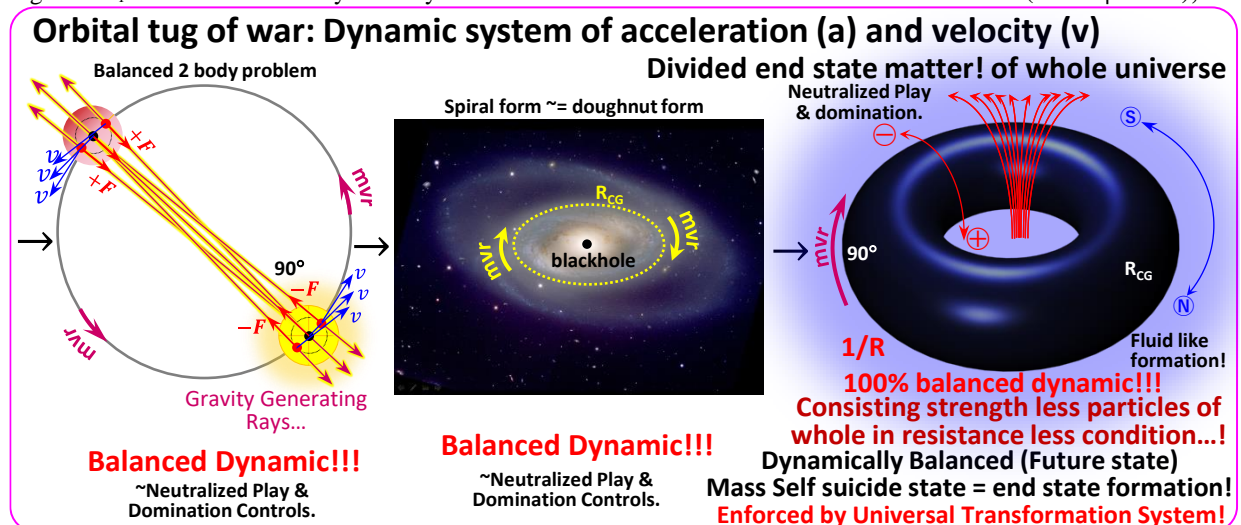 Orbital tug of war: Dynamic system of acceleration (a) and velocity (v)
Balanced 2 body problem
+F
+F
v
v
v
mvr
90°
-F
-F
v
v
v
mvr
Gravity Generating
Rays...
Balanced Dynamic!!!
~Neutralized Play &
Domination Controls.
Spiral form ~= doughnut form
R_CG
mvr
mvr
blackhole
Balanced Dynamic!!!
~Neutralized Play &
Domination Controls.
Divided end state matter! of whole universe
Neutralized Play
& domination.
S
N
mvr
90°
R_CG
1/R
Fluid like
formation!
100% balanced dynamic!!!
Consisting strength less particles of
whole in resistance less condition...!
Dynamically Balanced (Future state)
Mass Self suicide state = end state formation!
Enforced by Universal Transformation System!